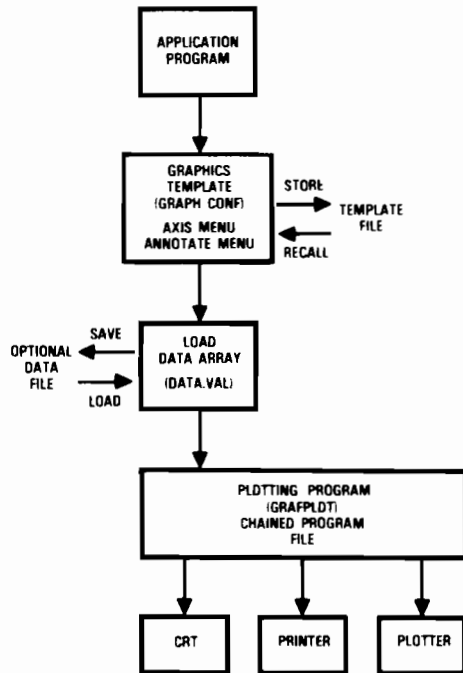 APPLICATION
PROGRAM
GRAPHICS
TEMPLATE
(GRAPH CONF)
AXIS MENU
ANNOTATE MENU
STORE
TEMPLATE
FILE
RECALL
SAVE
OPTIONAL
DATA
FILE
LOAD
LOAD
DATA ARRAY
(DATA.VAL)
PLOTTING PROGRAM
(GRAFPLOT)
CHAINED PROGRAM
FILE
CRT
PRINTER
PLOTTER